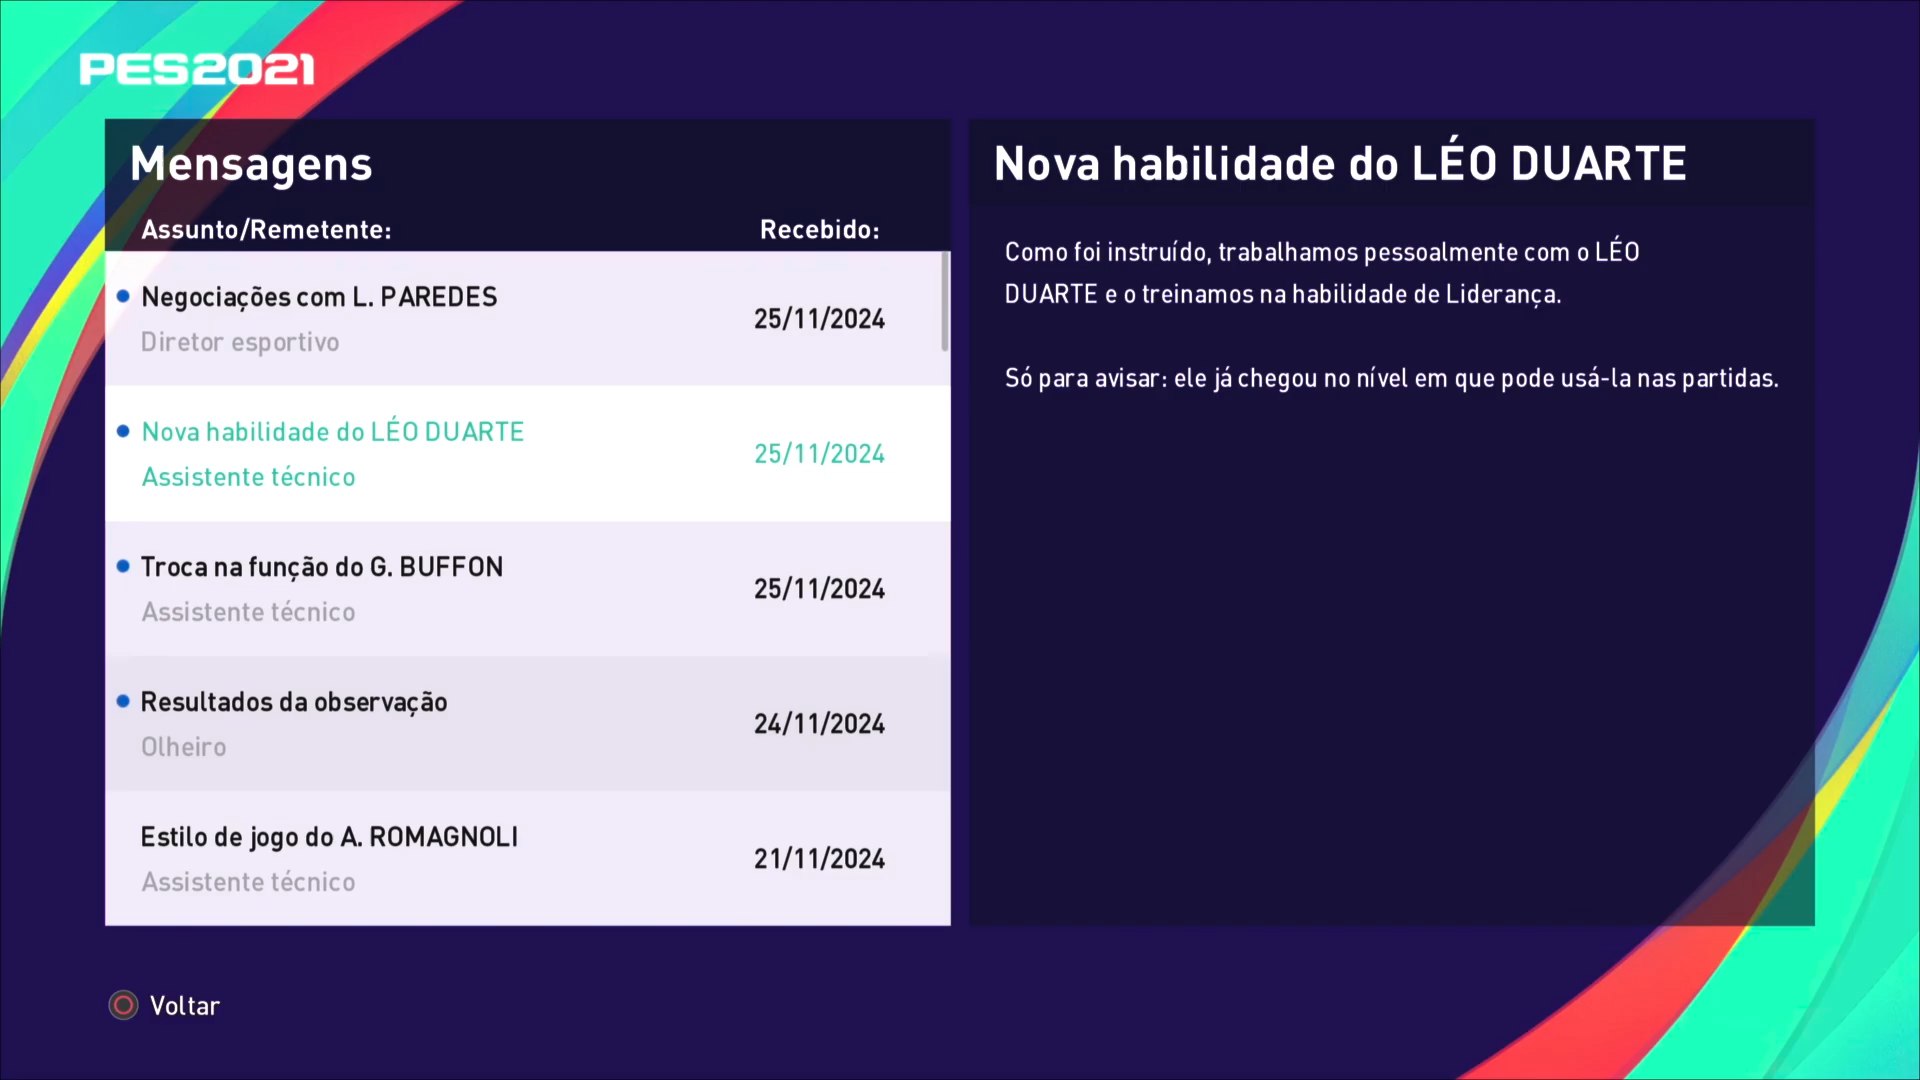 PES2021
Mensagens
Assunto/Remetente: Recebido:
Negociações com L. PAREDES
Diretor esportivo
25/11/2024
Nova habilidade do LÉO DUARTE
Assistente técnico
25/11/2024
Troca na função do G. BUFFON
Assistente técnico
25/11/2024
Resultados da observação
Olheiro
24/11/2024
Estilo de jogo do A. ROMAGNOLI
Assistente técnico
21/11/2024
Nova habilidade do LÉO DUARTE
Como foi instruído, trabalhamos pessoalmente com o LÉO
DUARTE e o treinamos na habilidade de Liderança.
Só para avisar: ele já chegou no nível em que pode usá-la nas partidas.
Voltar